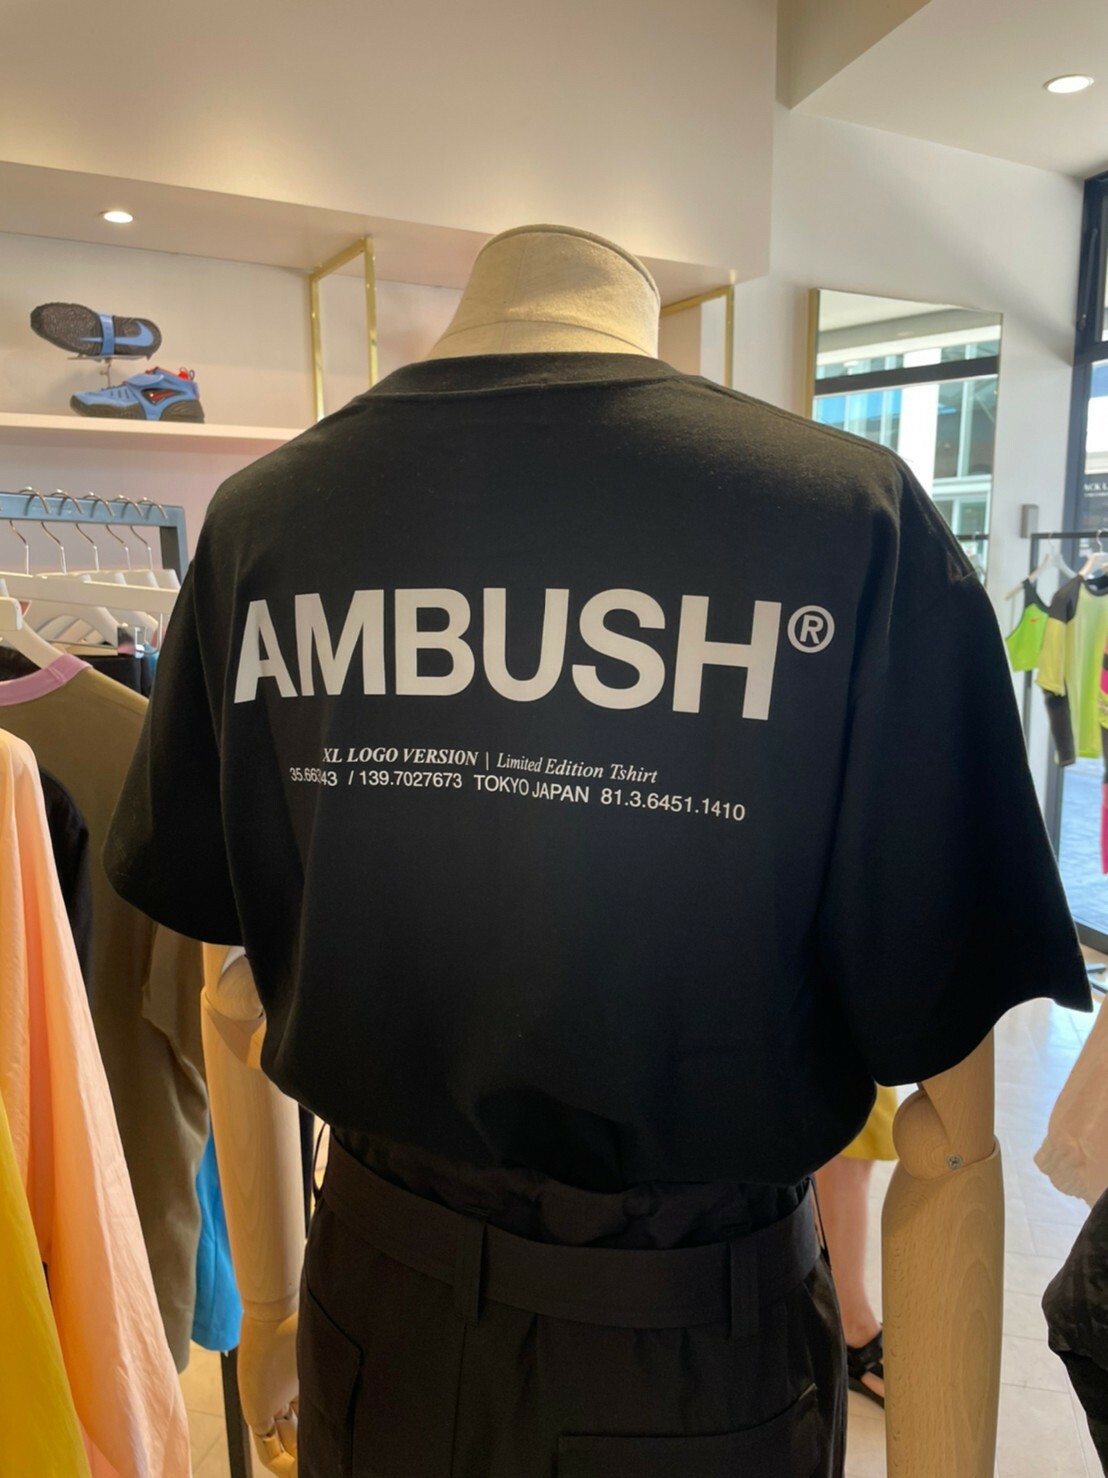 AMBUSH®
XL LOGO VERSION | Limited Edition Tshirt
/ 139.7027673 TOKYO JAPAN 81.3.6451.1410